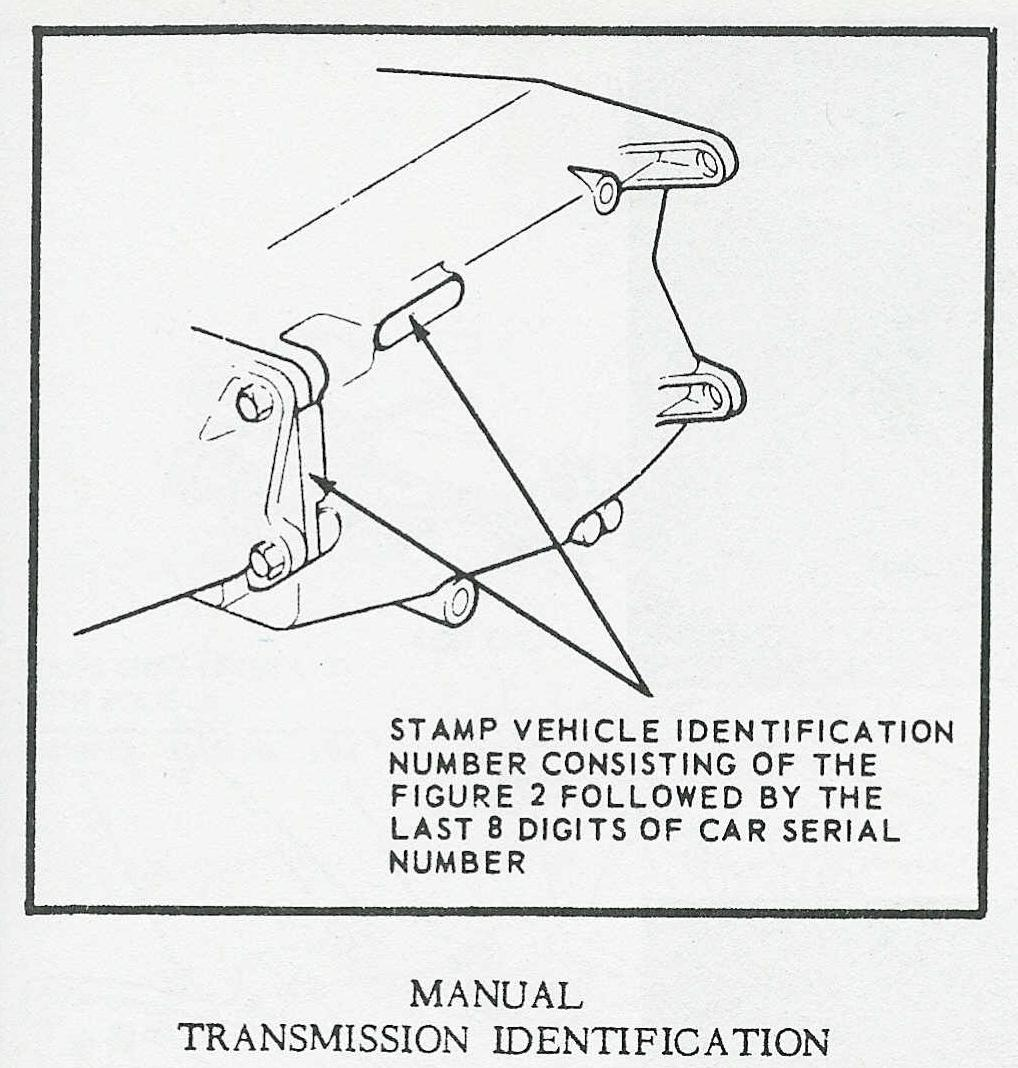 STAMP VEHICLE IDENTIFICATION
NUMBER CONSISTING OF THE
FIGURE 2 FOLLOWED BY THE
LAST 8 DIGITS OF CAR SERIAL
NUMBER
MANUAL
TRANSMISSION IDENTIFICATION